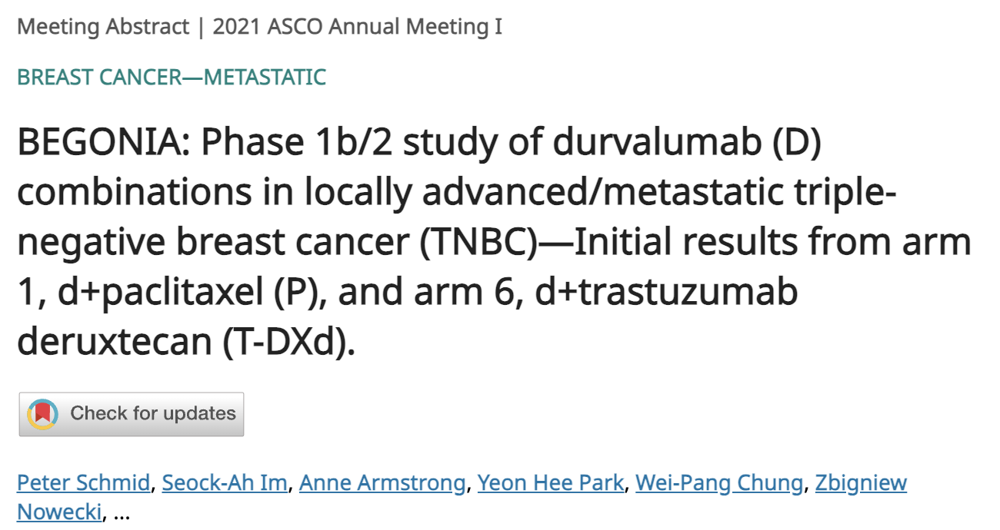 Meeting Abstract | 2021 ASCO Annual Meeting I
BREAST CANCER—METASTATIC
BEGONIA: Phase 1b/2 study of durvalumab (D)
combinations in locally advanced/metastatic triple-
negative breast cancer (TNBC)—Initial results from arm
1, d+paclitaxel (P), and arm 6, d+trastuzumab
deruxtecan (T-DXd).
Check for updates
Peter Schmid, Seock-Ah Im, Anne Armstrong, Yeon Hee Park, Wei-Pang Chung, Zbigniew
Nowecki, ...